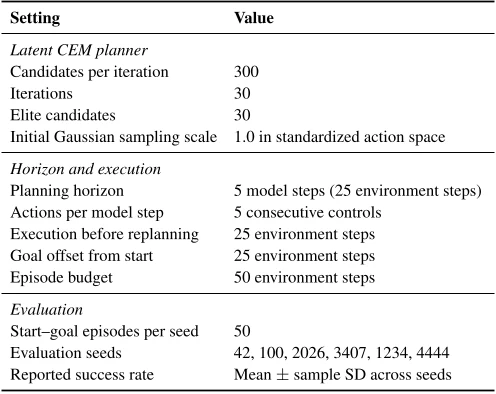 Setting Value
Latent CEM planner
Candidates per iteration 300
Iterations 30
Elite candidates 30
Initial Gaussian sampling scale 1.0 in standardized action space
Horizon and execution
Planning horizon 5 model steps (25 environment steps)
Actions per model step 5 consecutive controls
Execution before replanning 25 environment steps
Goal offset from start 25 environment steps
Episode budget 50 environment steps
Evaluation
Start–goal episodes per seed 50
Evaluation seeds 42, 100, 2026, 3407, 1234, 4444
Reported success rate Mean ± sample SD across seeds